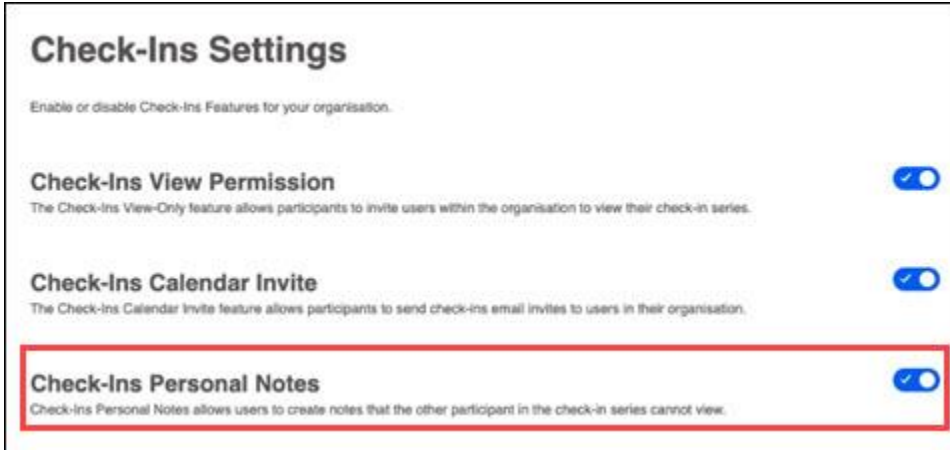 Check-Ins Settings
Enable or disable Check-Ins Features for your organisation.
Check-Ins View Permission
The Check-Ins View-Only feature allows participants to invite users within the organisation to view their check-in series.
Check-Ins Calendar Invite
The Check-Ins Calendar Invite feature allows participants to send check-ins email invites to users in their organisation.
Check-Ins Personal Notes
Check-Ins Personal Notes allows users to create notes that the other participant in the check-in series cannot view.